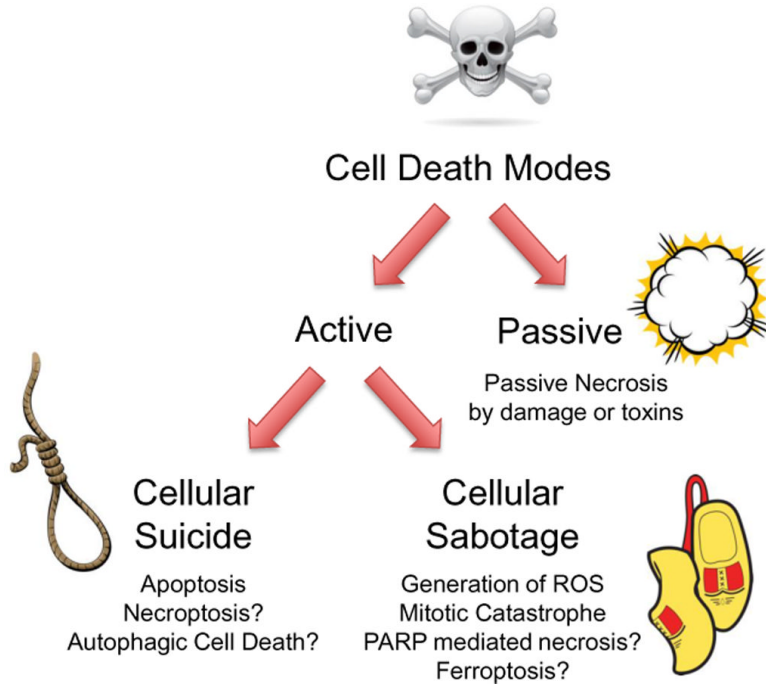 Cell Death Modes
Active
Passive
Passive Necrosis
by damage or toxins
Cellular
Suicide
Apoptosis
Necroptosis?
Autophagic Cell Death?
Cellular
Sabotage
Generation of ROS
Mitotic Catastrophe
PARP mediated necrosis?
Ferroptosis?